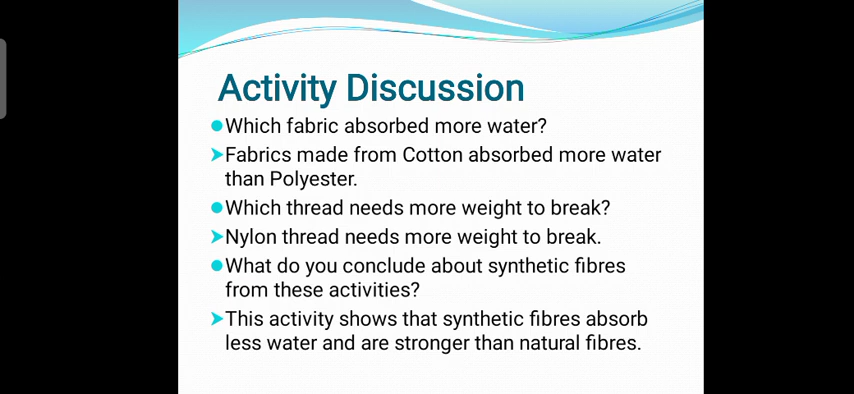 Activity Discussion
Which fabric absorbed more water?
Fabrics made from Cotton absorbed more water
than Polyester.
Which thread needs more weight to break?
Nylon thread needs more weight to break.
What do you conclude about synthetic fibres
from these activities?
This activity shows that synthetic fibres absorb
less water and are stronger than natural fibres.